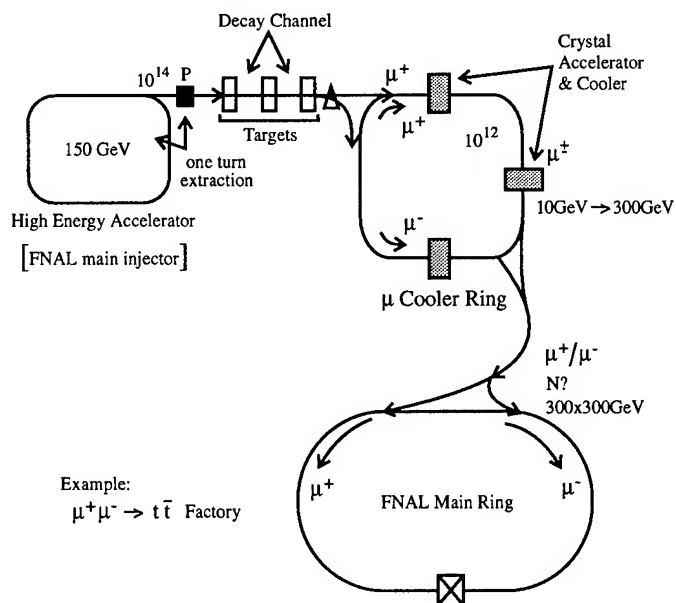 Decay Channel
10^14
P
μ+
Crystal
Accelerator
& Cooler
150 GeV
one turn
extraction
Targets
μ+
10^12
μ±
High Energy Accelerator
[FNAL main injector]
μ-
10GeV → 300GeV
μ Cooler Ring
μ+/μ-
N?
300x300GeV
μ+
FNAL Main Ring
μ-
Example:
μ+μ- → t t̄ Factory